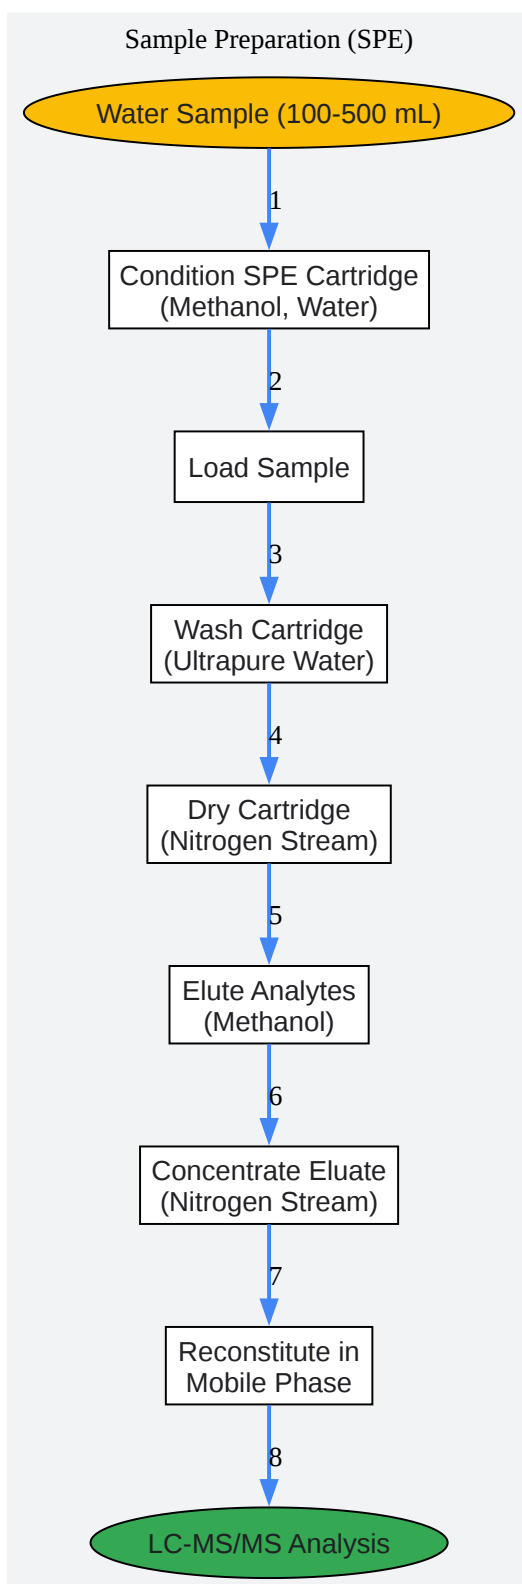 Sample Preparation (SPE)
Water Sample (100-500 mL)
1
Condition SPE Cartridge
(Methanol, Water)
2
Load Sample
3
Wash Cartridge
(Ultrapure Water)
4
Dry Cartridge
(Nitrogen Stream)
5
Elute Analytes
(Methanol)
6
Concentrate Eluate
(Nitrogen Stream)
7
Reconstitute in
Mobile Phase
8
LC-MS/MS Analysis